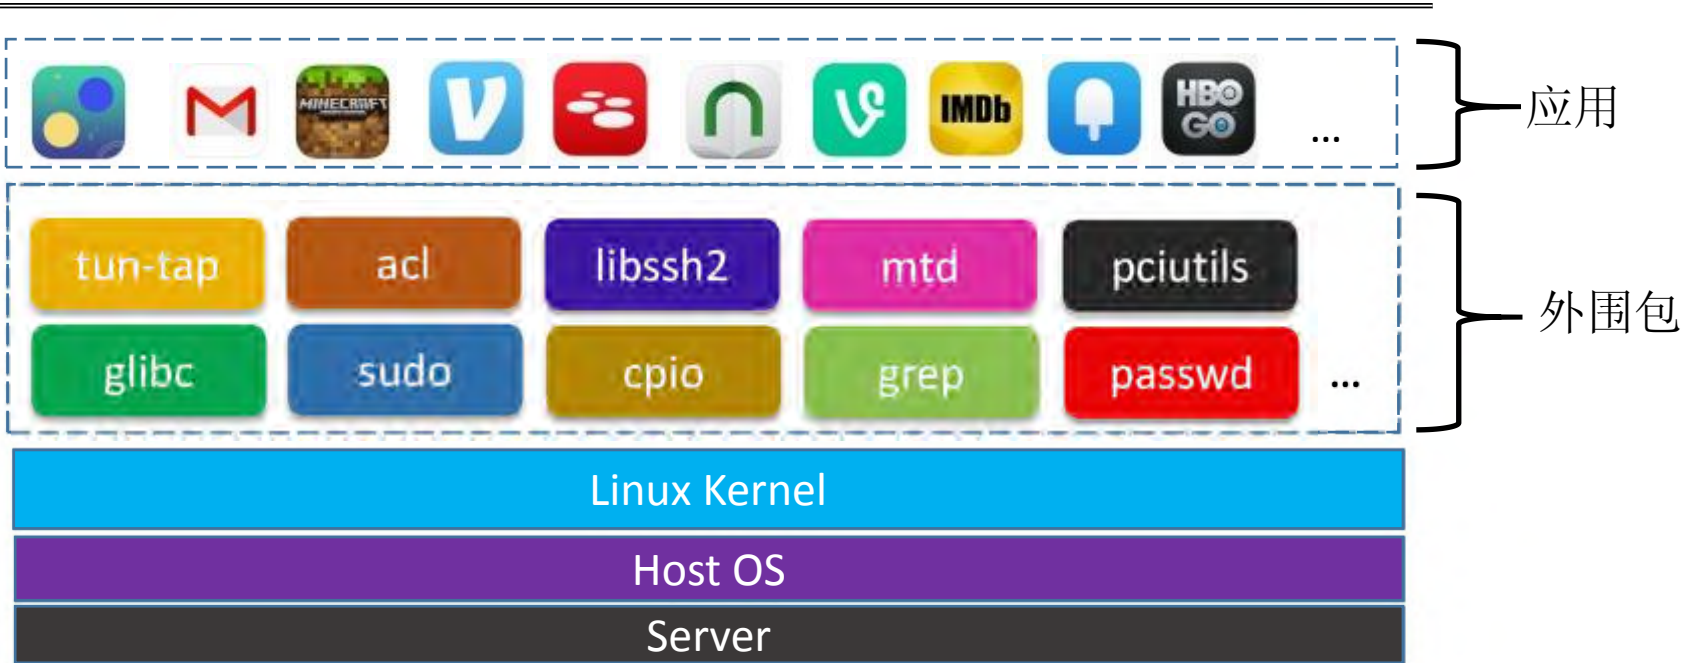 MINECRAFT
IMDb
HBO
GO
...
应用
tun-tap
acl
libssh2
mtd
pciutils
外围包
glibc
sudo
cpio
grep
passwd
...
Linux Kernel
Host OS
Server